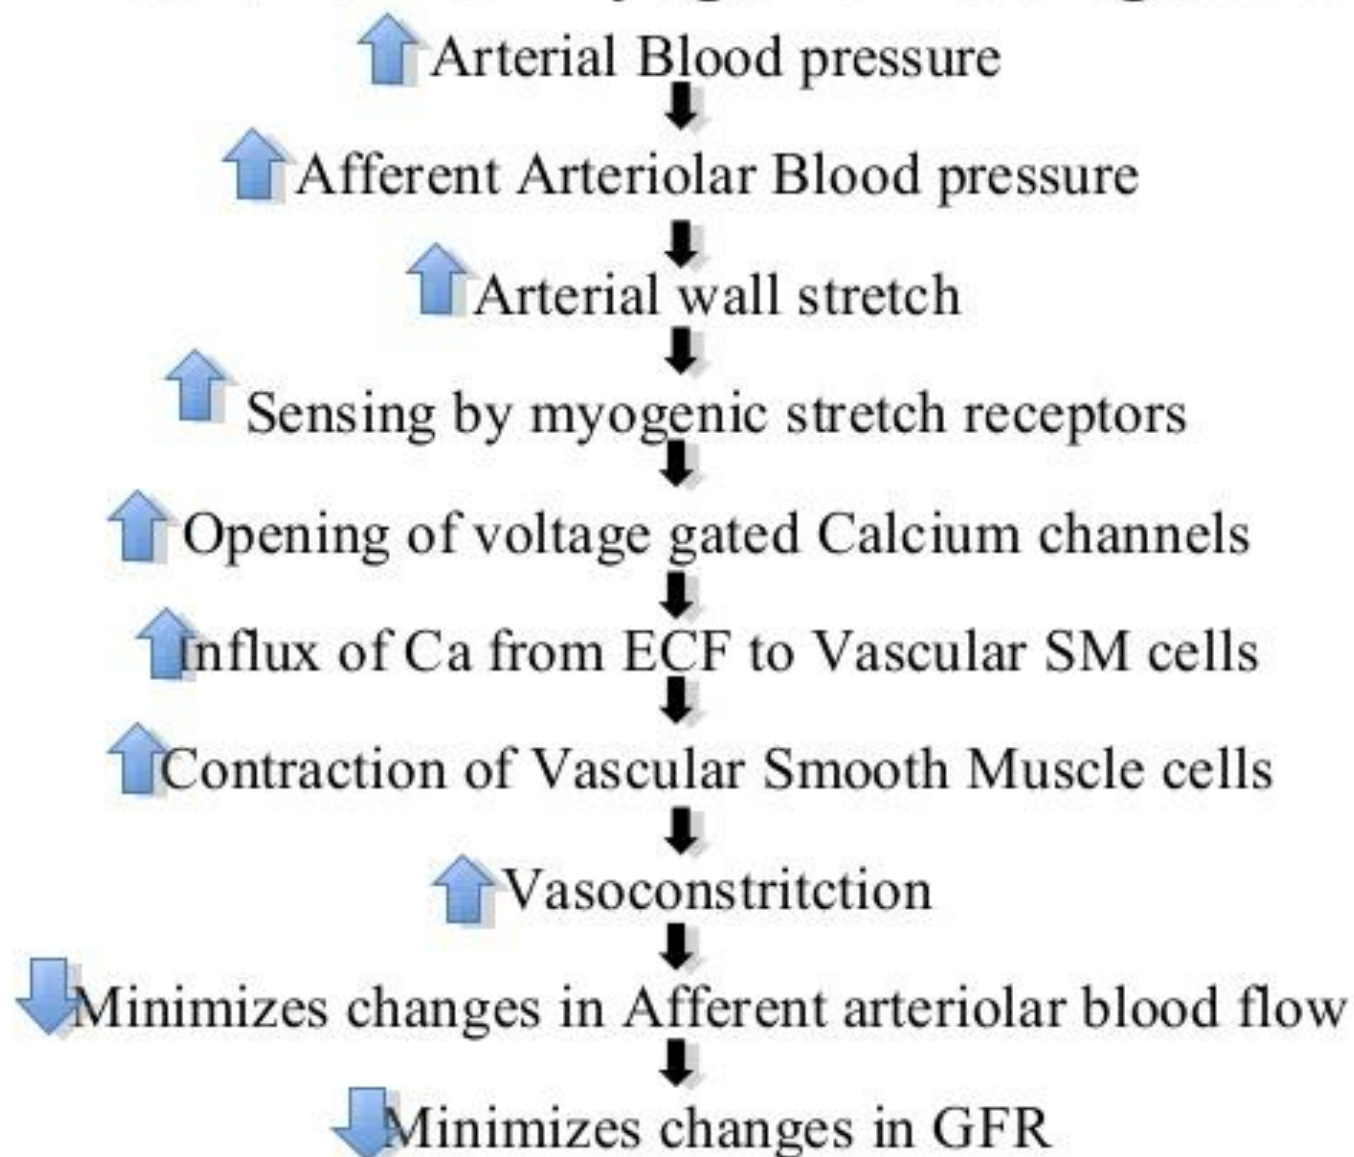 Arterial Blood pressure
Afferent Arteriolar Blood pressure
Arterial wall stretch
Sensing by myogenic stretch receptors
Opening of voltage gated Calcium channels
Influx of Ca from ECF to Vascular SM cells
Contraction of Vascular Smooth Muscle cells
Vasoconstritction
Minimizes changes in Afferent arteriolar blood flow
Minimizes changes in GFR